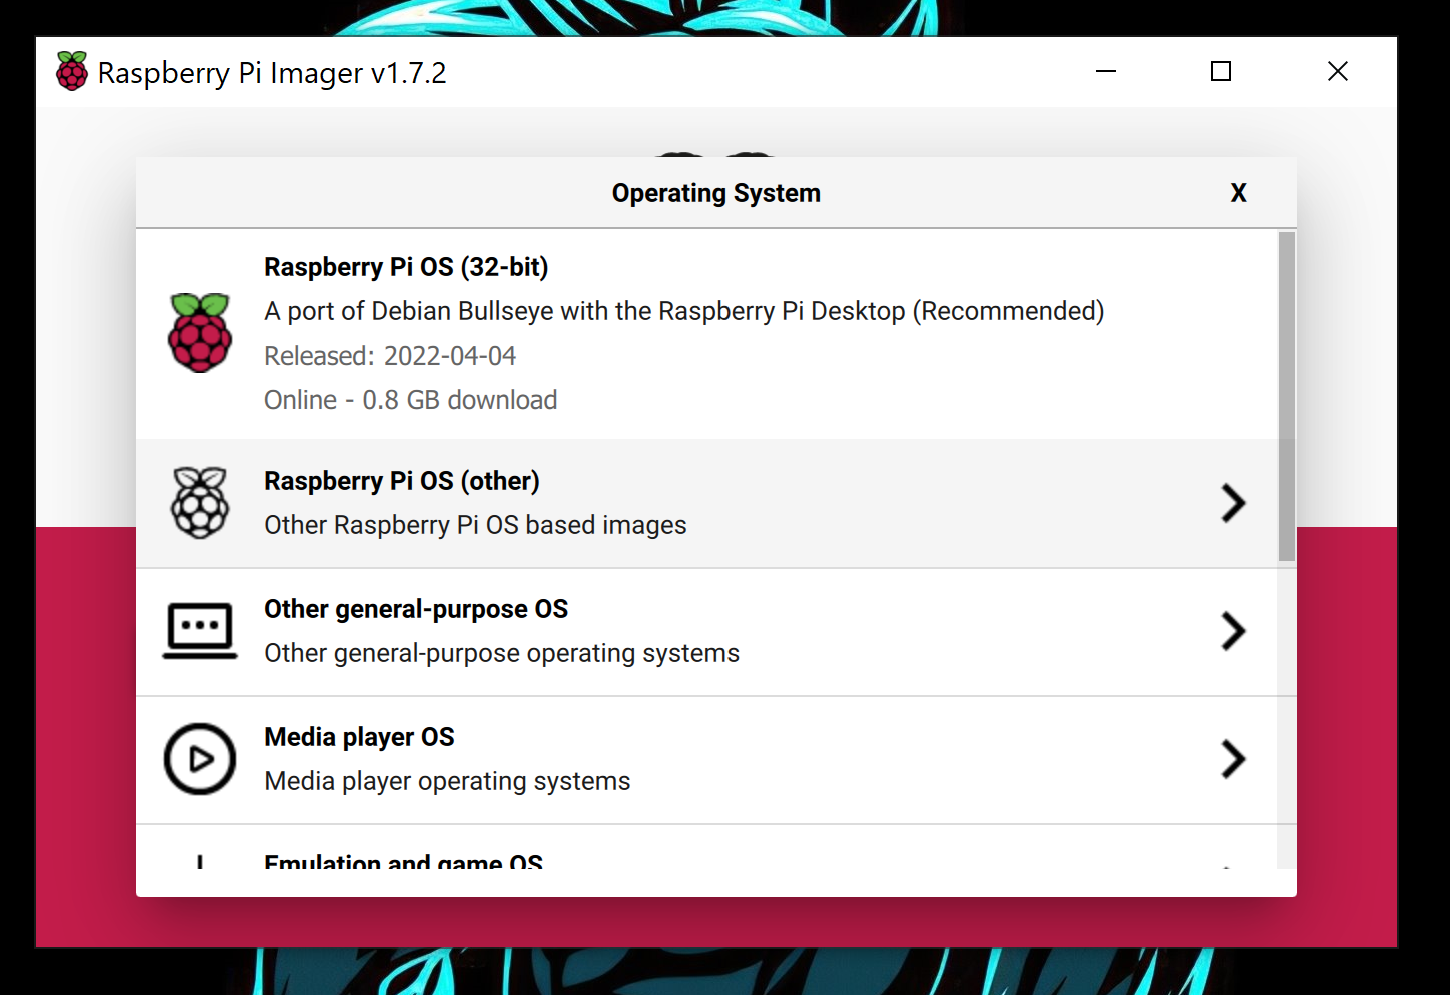 Raspberry Pi Imager v1.7.2
Operating System X
Raspberry Pi OS (32-bit)
A port of Debian Bullseye with the Raspberry Pi Desktop (Recommended)
Released: 2022-04-04
Online - 0.8 GB download
Raspberry Pi OS (other)
Other Raspberry Pi OS based images
Other general-purpose OS
Other general-purpose operating systems
Media player OS
Media player operating systems
Emulation and game OS